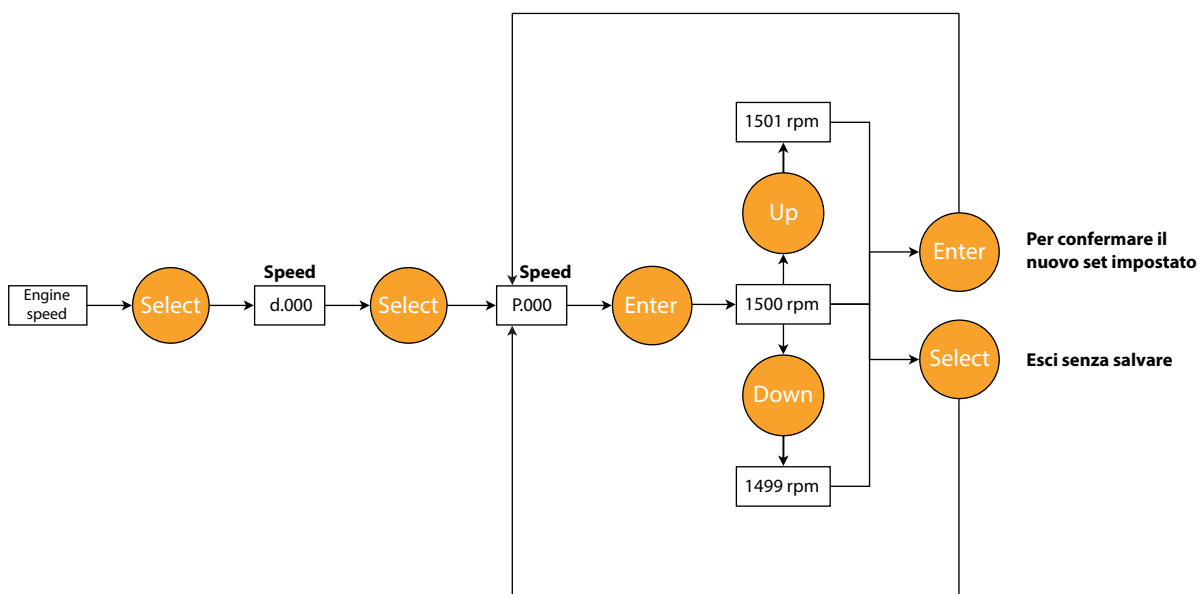 Engine
speed
Select
Speed
d.000
Select
Speed
P.000
Enter
1501 rpm
Up
1500 rpm
Down
1499 rpm
Enter
Per confermare il
nuovo set impostato
Select
Esci senza salvare